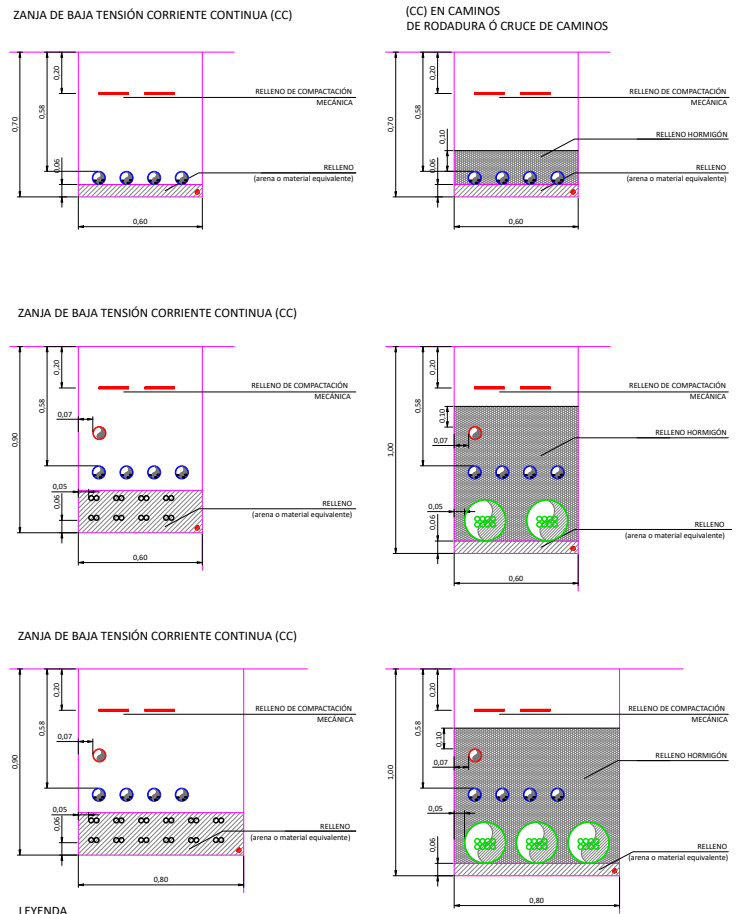 ZANJA DE BAJA TENSIÓN CORRIENTE CONTINUA (CC)
0,20
0,58
0,70
0,06
0,60
RELLENO DE COMPACTACIÓN
MECÁNICA
RELLENO
(arena o material equivalente)
(CC) EN CAMINOS
DE RODADURA Ó CRUCE DE CAMINOS
0,20
0,58
0,70
0,10
0,06
0,60
RELLENO DE COMPACTACIÓN
MECÁNICA
RELLENO HORMIGÓN
RELLENO
(arena o material equivalente)
ZANJA DE BAJA TENSIÓN CORRIENTE CONTINUA (CC)
0,20
0,58
0,07
0,90
0,05
0,06
0,60
RELLENO DE COMPACTACIÓN
MECÁNICA
RELLENO
(arena o material equivalente)
0,20
0,58
0,10
0,07
1,00
0,05
0,06
0,60
RELLENO DE COMPACTACIÓN
MECÁNICA
RELLENO HORMIGÓN
RELLENO
(arena o material equivalente)
ZANJA DE BAJA TENSIÓN CORRIENTE CONTINUA (CC)
0,20
0,58
0,07
0,90
0,05
0,06
0,80
RELLENO DE COMPACTACIÓN
MECÁNICA
RELLENO
(arena o material equivalente)
0,20
0,58
0,10
0,07
1,00
0,05
0,06
0,80
RELLENO DE COMPACTACIÓN
MECÁNICA
RELLENO HORMIGÓN
RELLENO
(arena o material equivalente)
LEYENDA